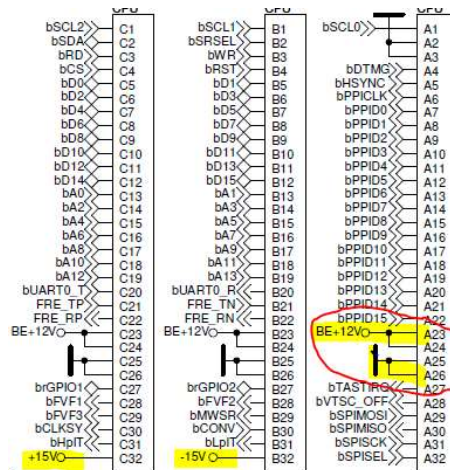 CPU
bSCL2 C1
bSDA C2
bRD C3
bCS C4
bD0 C5
bD2 C6
bD4 C7
bD6 C8
bD8 C9
bD10 C10
bD12 C11
bD14 C12
bA0 C13
bA2 C14
bA4 C15
bA6 C16
bA8 C17
bA10 C18
bA12 C19
bUART0_T C20
FRE_TP C21
FRE_RP C22
BE+12V C23
C24
C25
C26
brGPIO1 C27
bFVF1 C28
bFVF3 C29
bCLKSY C30
bHpIT C31
+15V C32
CPU
bSCL1 B1
bSRSEL B2
bWR B3
bRST B4
bD1 B5
bD3 B6
bD5 B7
bD7 B8
bD9 B9
bD11 B10
bD13 B11
bD15 B12
bA1 B13
bA3 B14
bA5 B15
bA7 B16
bA9 B17
bA11 B18
bA13 B19
bUART0_R B20
FRE_TN B21
FRE_RN B22
BE+12V B23
B24
B25
B26
brGPIO2 B27
bFVF2 B28
bMWSR B29
bCONV B30
bLpIT B31
-15V B32
CPU
bSCL0 A1
A2
A3
bDTMG A4
bHSYNC A5
bPPICLK A6
bPPID0 A7
bPPID1 A8
bPPID2 A9
bPPID3 A10
bPPID4 A11
bPPID5 A12
bPPID6 A13
bPPID7 A14
bPPID8 A15
bPPID9 A16
bPPID10 A17
bPPID11 A18
bPPID12 A19
bPPID13 A20
bPPID14 A21
bPPID15 A22
BE+12V A23
A24
A25
A26
bTASTIRQ A27
bVTSC_OFF A28
bSPIMOSI A29
bSPIMISO A30
bSPISCK A31
bSPISEL A32